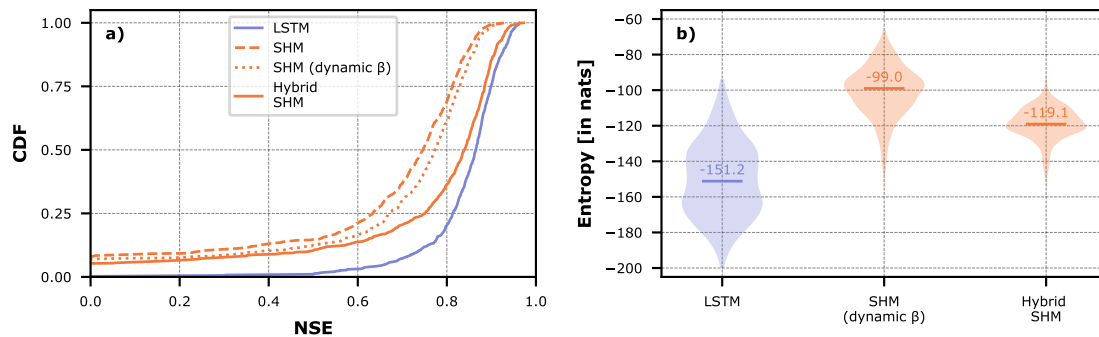 a)
LSTM
SHM
SHM (dynamic β)
Hybrid
SHM
CDF
1.00
0.75
0.50
0.25
0.00
0.0 0.2 0.4 0.6 0.8 1.0
NSE
b)
Entropy [in nats]
−60
−80
−100
−120
−140
−160
−180
−200
-151.2
-99.0
-119.1
LSTM
SHM
(dynamic β)
Hybrid
SHM